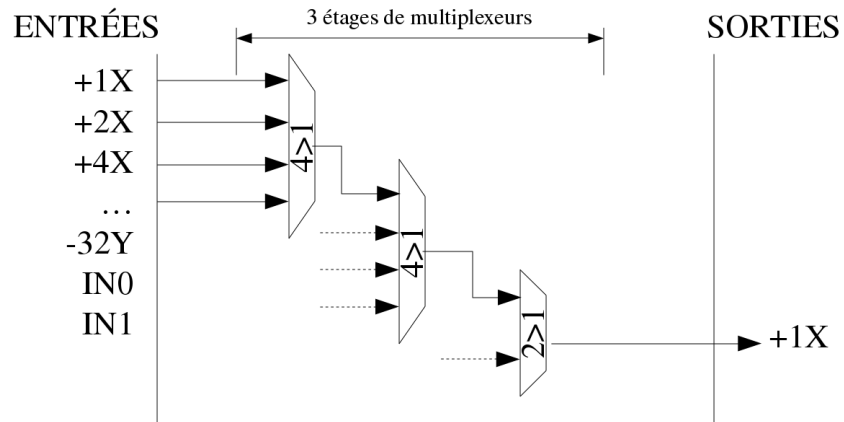 ENTRÉES
3 étages de multiplexeurs
SORTIES
+1X
+2X
+4X
...
-32Y
IN0
IN1
4>1
4>1
2>1
+1X